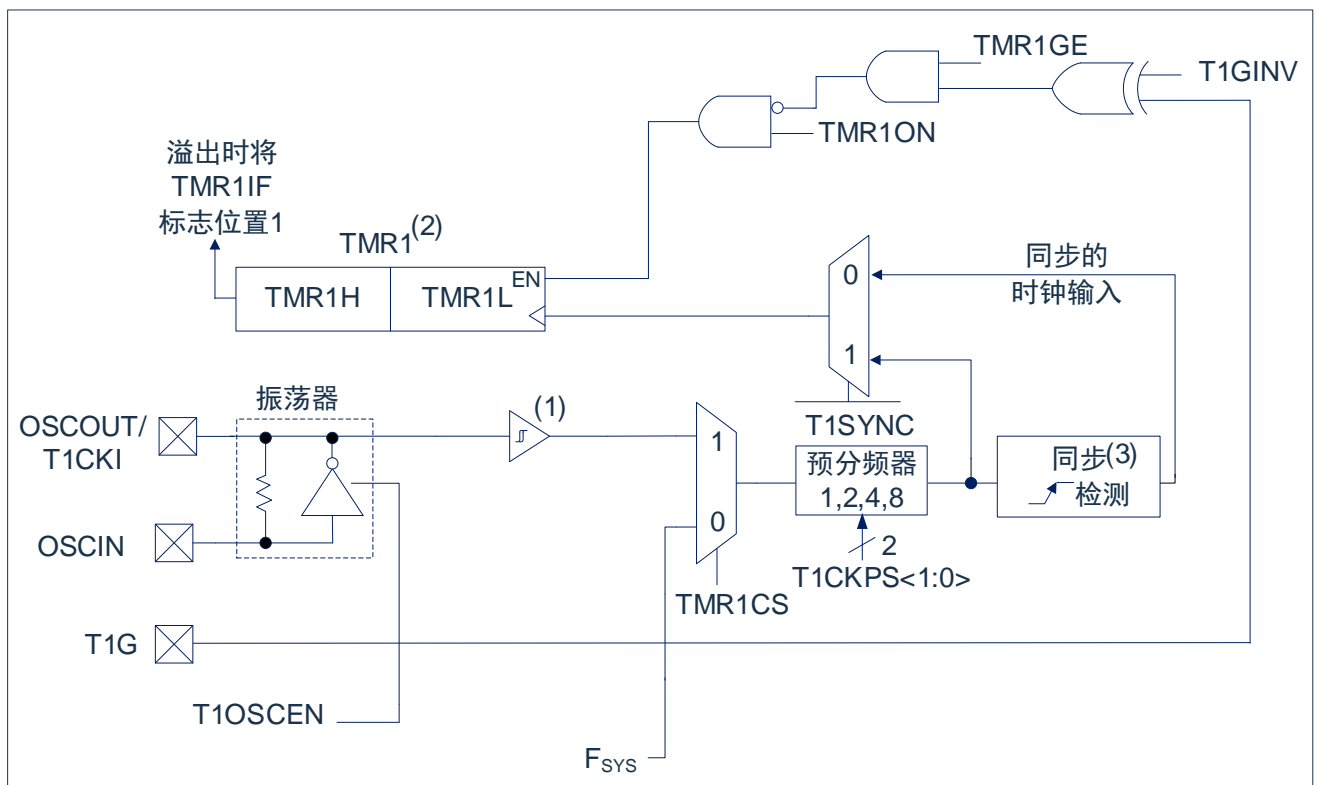 TMR1GE
T1GINV
TMR1ON
溢出时将
TMR1IF
标志位置1
TMR1(2)
TMR1H
TMR1L
EN
0
1
同步的
时钟输入
T1SYNC
振荡器
OSCOUT/
T1CKI
(1)
1
0
预分频器
1,2,4,8
同步(3)
检测
OSCIN
2
T1CKPS<1:0>
TMR1CS
T1G
T1OSCEN
FSYS